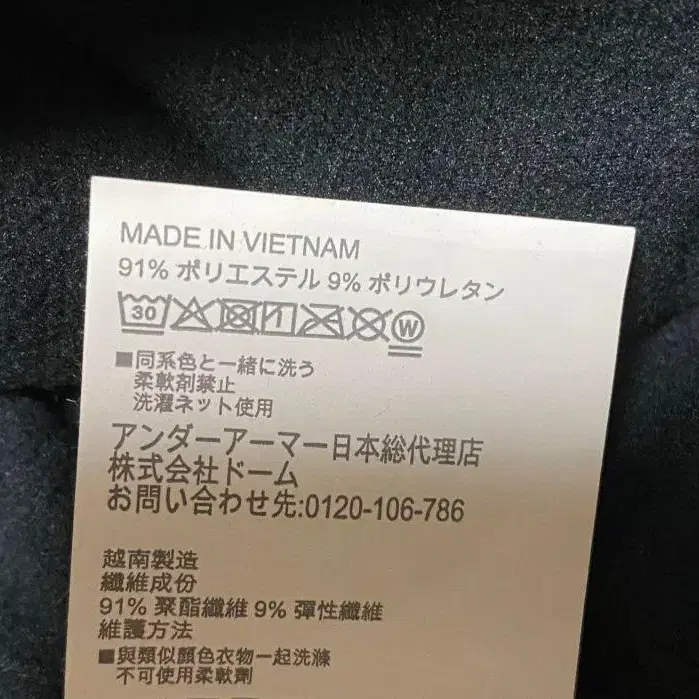 MADE IN VIETNAM
91% ポリエステル 9% ポリウレタン
30 W
■同系色と一緒に洗う
柔軟剤禁止
洗濯ネット使用
アンダーアーマー日本総代理店
株式会社ドーム
お問い合わせ先:0120-106-786
越南製造
纖維成份
91% 聚酯纖維 9% 彈性纖維
維護方法
■與類似顏色衣物一起洗滌
不可使用柔軟劑